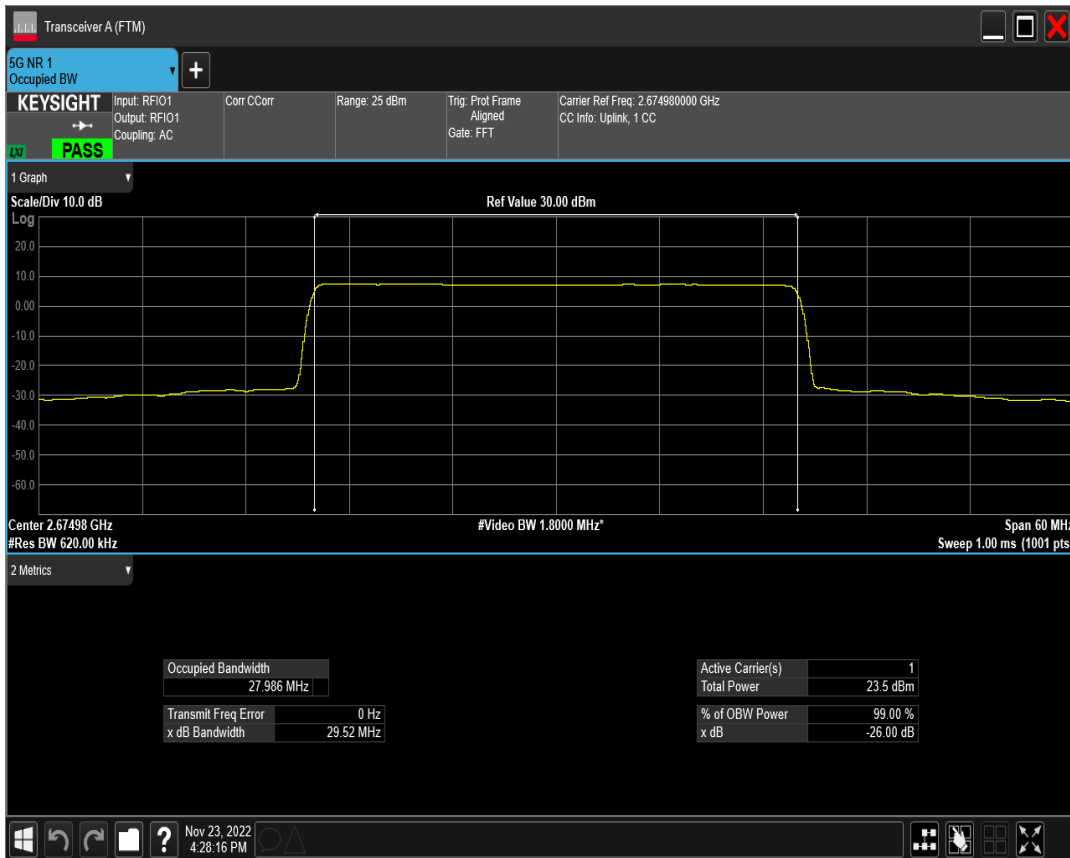 Transceiver A (FTM)
5G NR 1
Occupied BW
+
KEYSIGHT
Input: RFIO1
Output: RFIO1
Coupling: AC
Corr CCorr
Range: 25 dBm
Trig: Prot Frame
Aligned
Gate: FFT
Carrier Ref Freq: 2.674980000 GHz
CC Info: Uplink, 1 CC
LXI
PASS
1 Graph
Scale/Div 10.0 dB
Ref Value 30.00 dBm
Log
20.0
10.0
0.00
-10.0
-20.0
-30.0
-40.0
-50.0
-60.0
Center 2.67498 GHz
#Video BW 1.8000 MHz*
Span 60 MHz
#Res BW 620.00 kHz
Sweep 1.00 ms (1001 pts
2 Metrics
Occupied Bandwidth
27.986 MHz
Transmit Freq Error 0 Hz
x dB Bandwidth 29.52 MHz
Active Carrier(s) 1
Total Power 23.5 dBm
% of OBW Power 99.00 %
x dB -26.00 dB
?
Nov 23, 2022
4:28:16 PM